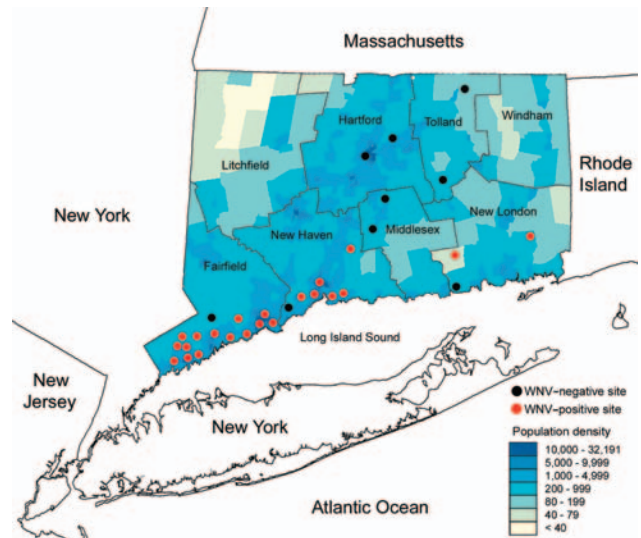 Massachusetts
Hartford
Tolland
Windham
Litchfield
Rhode
Island
New York
New London
Middlesex
New Haven
Fairfield
Long Island Sound
New
Jersey
New York
WNV-negative site
WNV-positive site
Population density
10,000 - 32,191
5,000 - 9,999
1,000 - 4,999
200 - 999
80 - 199
40 - 79
< 40
Atlantic Ocean